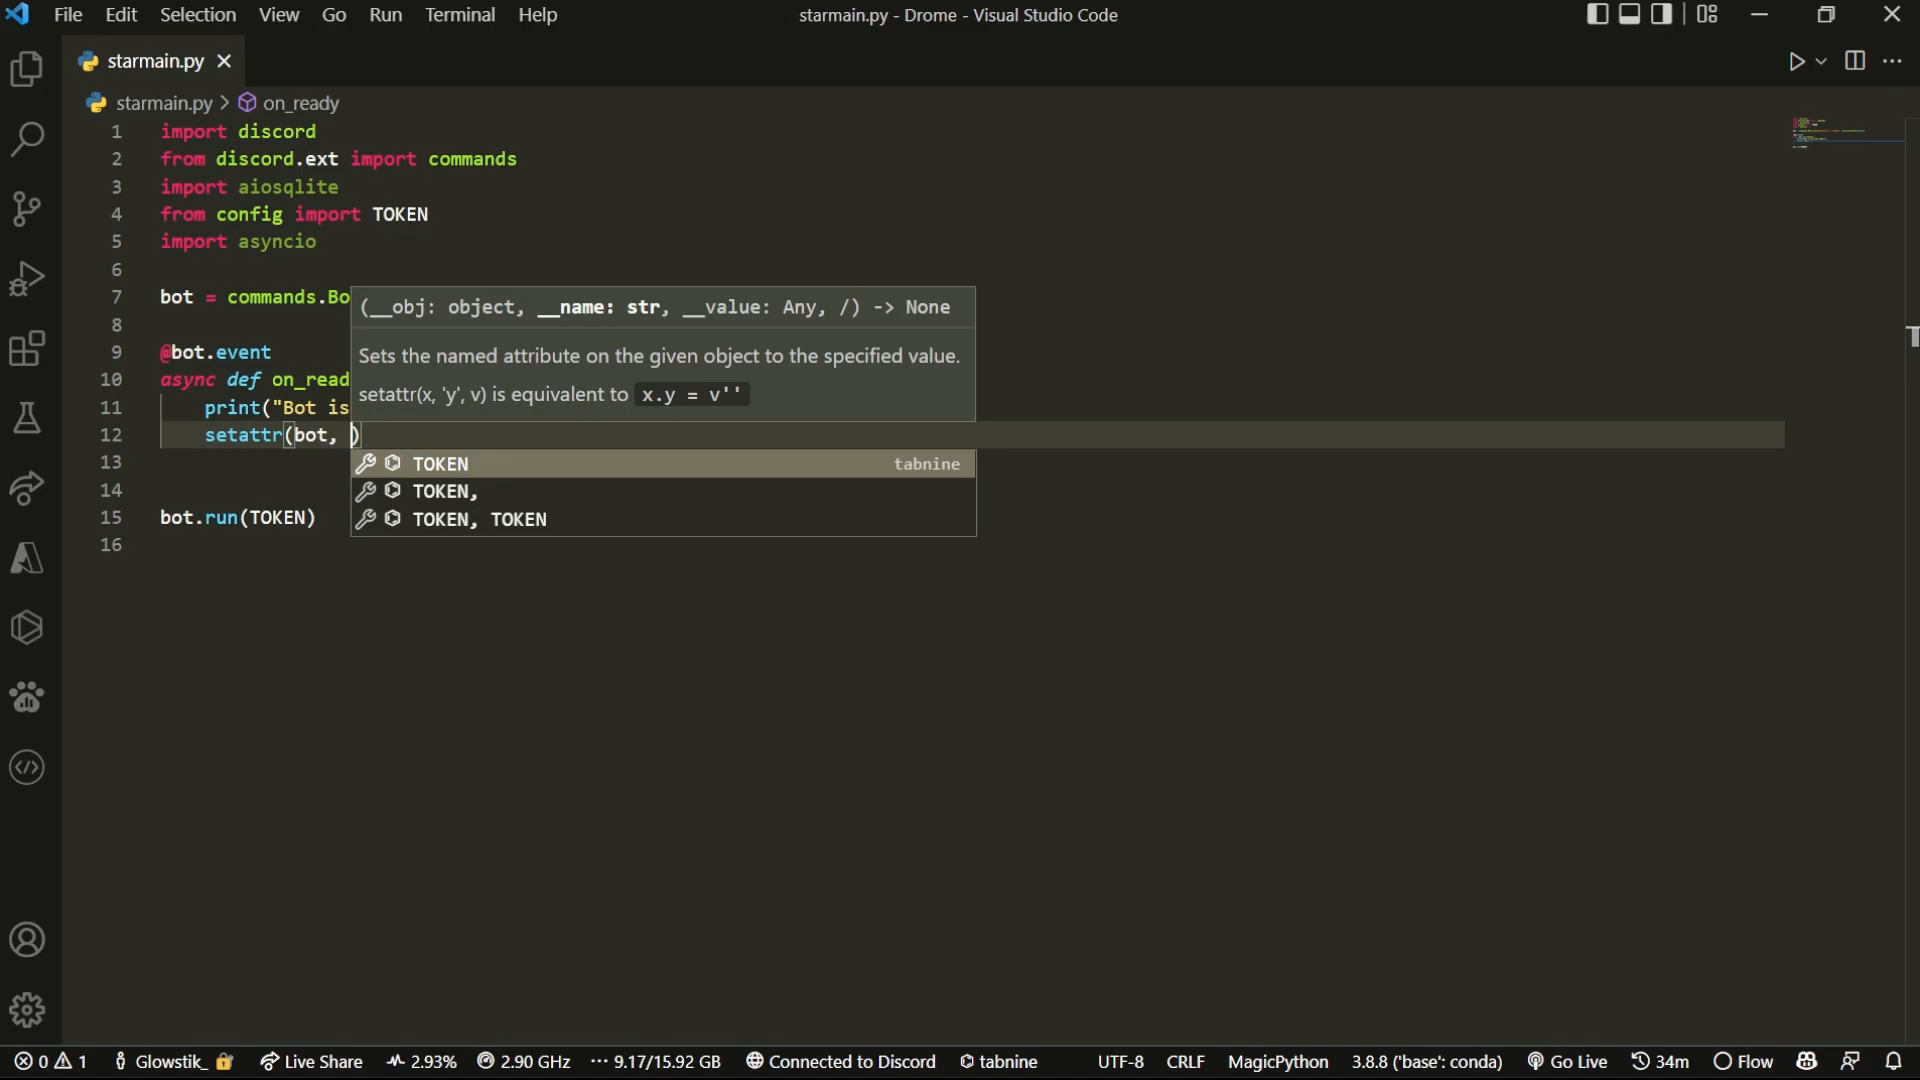 File Edit Selection View Go Run Terminal Help starmain.py - Drome - Visual Studio Code
starmain.py
starmain.py > on_ready
1 import discord
2 from discord.ext import commands
3 import aiosqlite
4 from config import TOKEN
5 import asyncio
6
7 bot = commands.Bo
(__obj: object, __name: str, __value: Any, /) -> None
8
Sets the named attribute on the given object to the specified value.
9 @bot.event
10 async def on_read
setattr(x, 'y', v) is equivalent to x.y = v''
11 print("Bot is
12 setattr(bot, )
13
TOKEN tabnine
14
TOKEN,
15 bot.run(TOKEN)
TOKEN, TOKEN
16
0 1 Glowstik_ Live Share 2.93% 2.90 GHz 9.17/15.92 GB Connected to Discord tabnine UTF-8 CRLF MagicPython 3.8.8 ('base': conda) Go Live 34m Flow